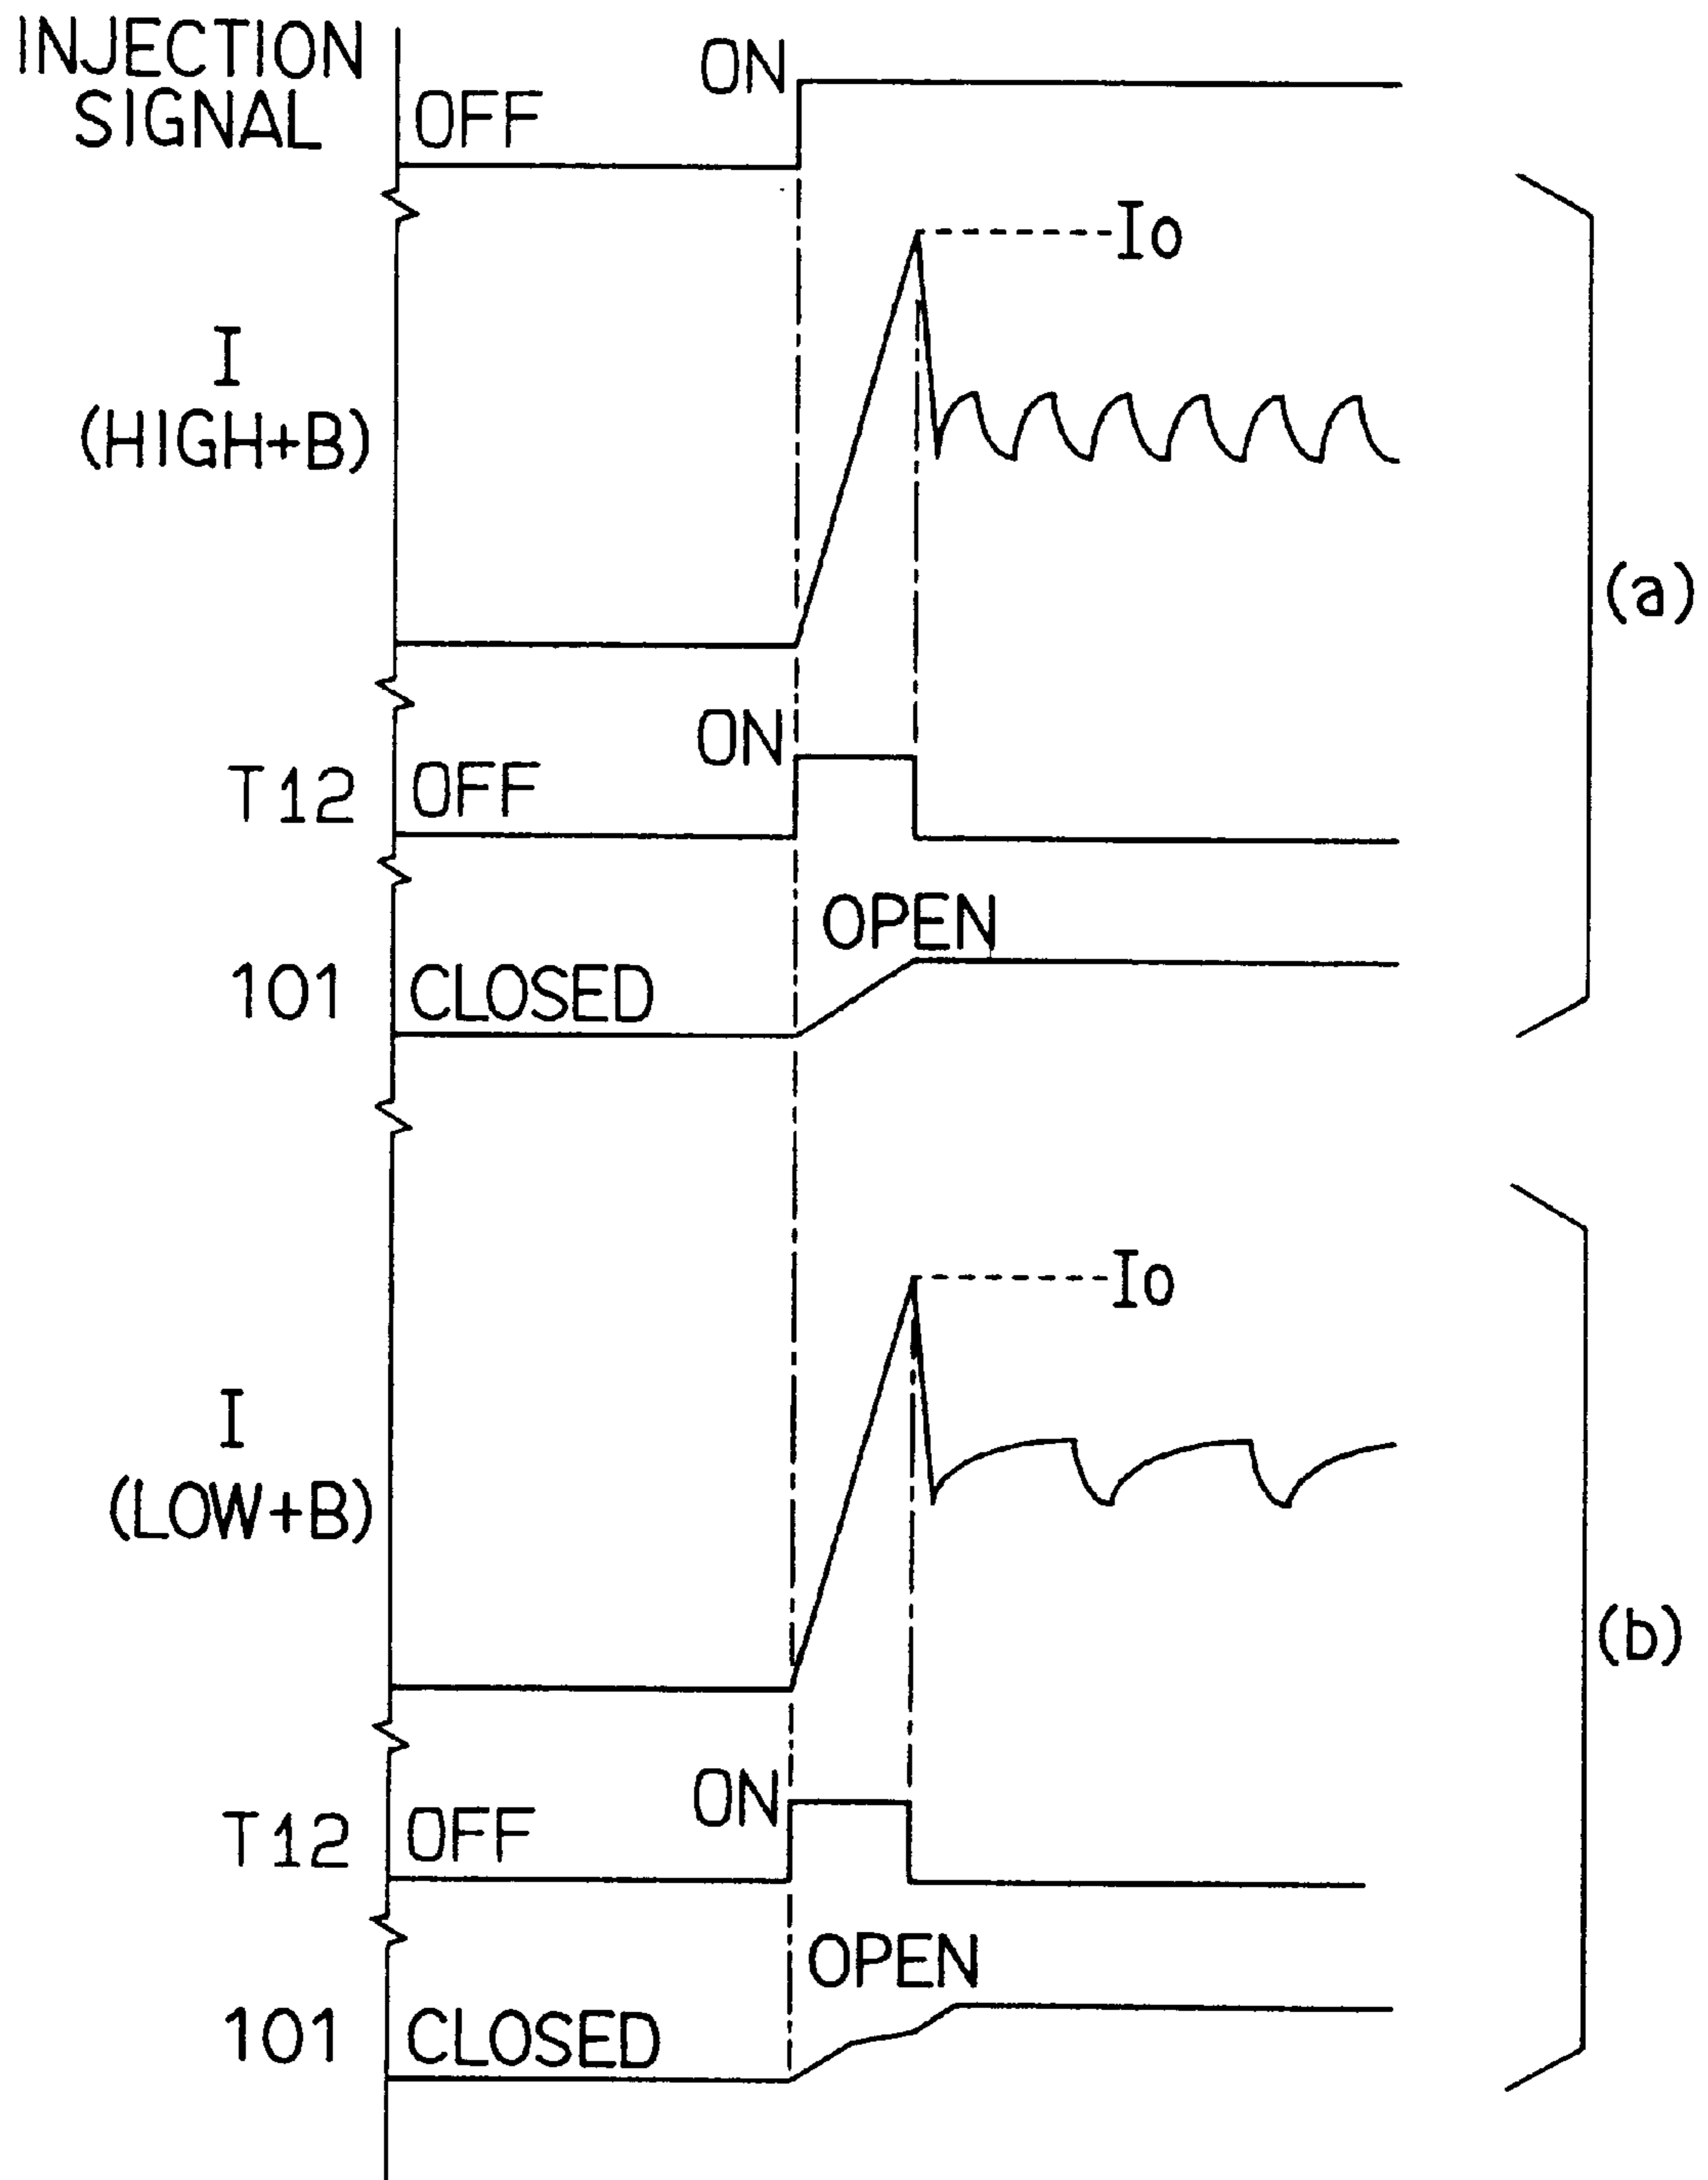 INJECTION
SIGNAL
OFF
ON
Io
I
(HIGH+B)
(a)
ON
T12
OFF
OPEN
101
CLOSED
Io
I
(LOW+B)
(b)
ON
T12
OFF
OPEN
101
CLOSED